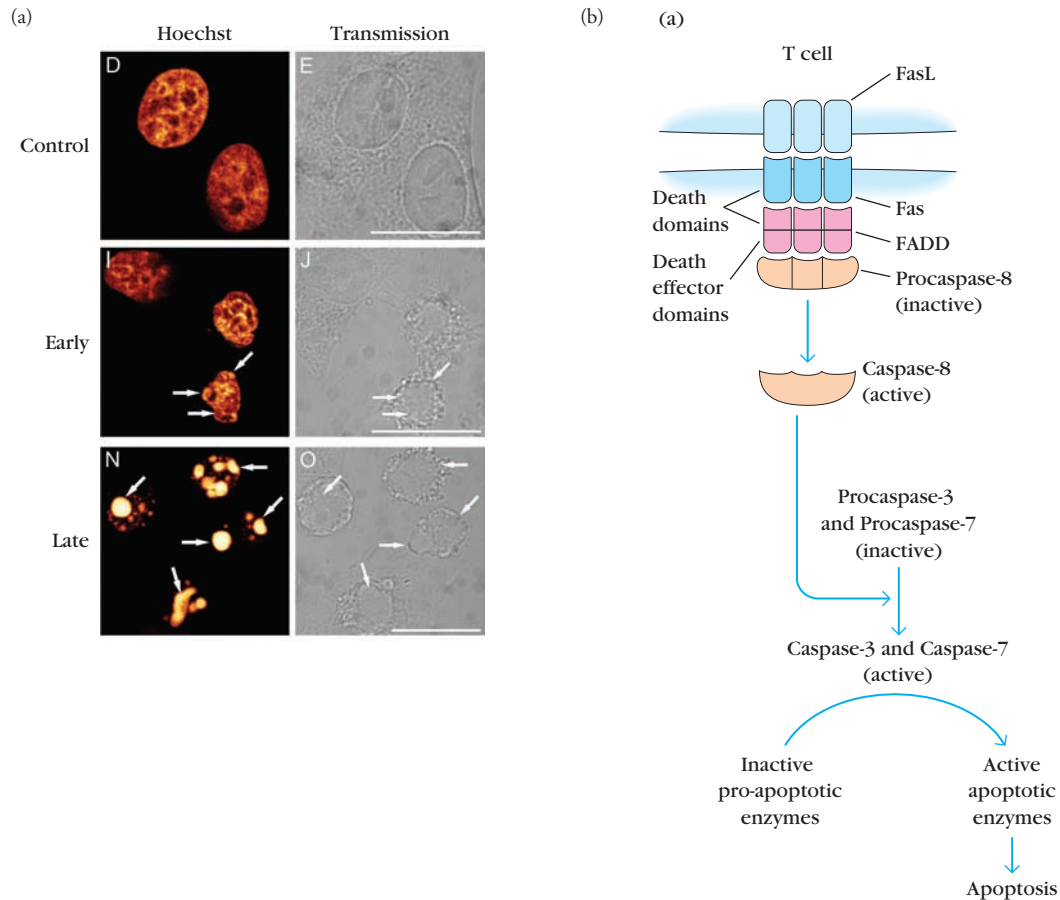 (a)
Hoechst
Transmission
Control
D
E
Early
I
J
Late
N
O
(b)
(a)
T cell
FasL
Death
domains
Fas
FADD
Death
effector
domains
Procaspase-8
(inactive)
Caspase-8
(active)
Procaspase-3
and Procaspase-7
(inactive)
Caspase-3 and Caspase-7
(active)
Inactive
pro-apoptotic
enzymes
Active
apoptotic
enzymes
Apoptosis